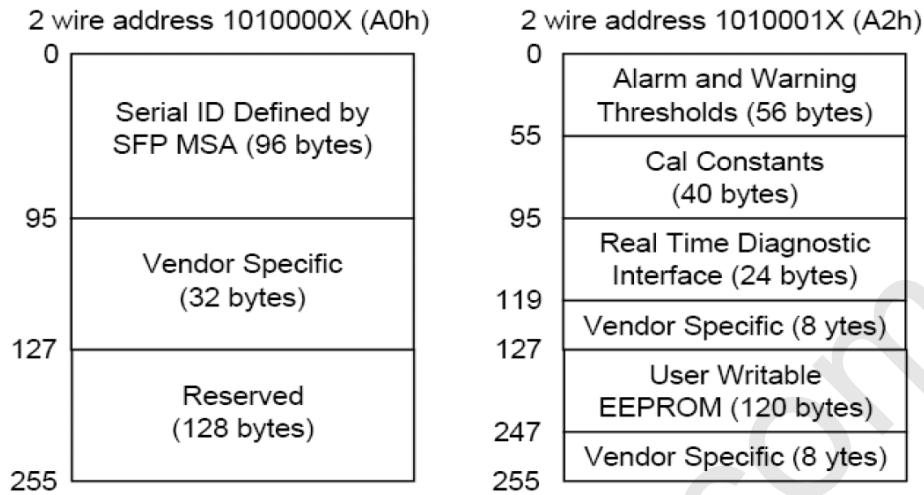 2 wire address 1010000X (A0h)
0
Serial ID Defined by
SFP MSA (96 bytes)
95
Vendor Specific
(32 bytes)
127
Reserved
(128 bytes)
255
2 wire address 1010001X (A2h)
0
Alarm and Warning
Thresholds (56 bytes)
55
Cal Constants
(40 bytes)
95
Real Time Diagnostic
Interface (24 bytes)
119
Vendor Specific (8 ytes)
127
User Writable
EEPROM (120 bytes)
247
Vendor Specific (8 ytes)
255
com